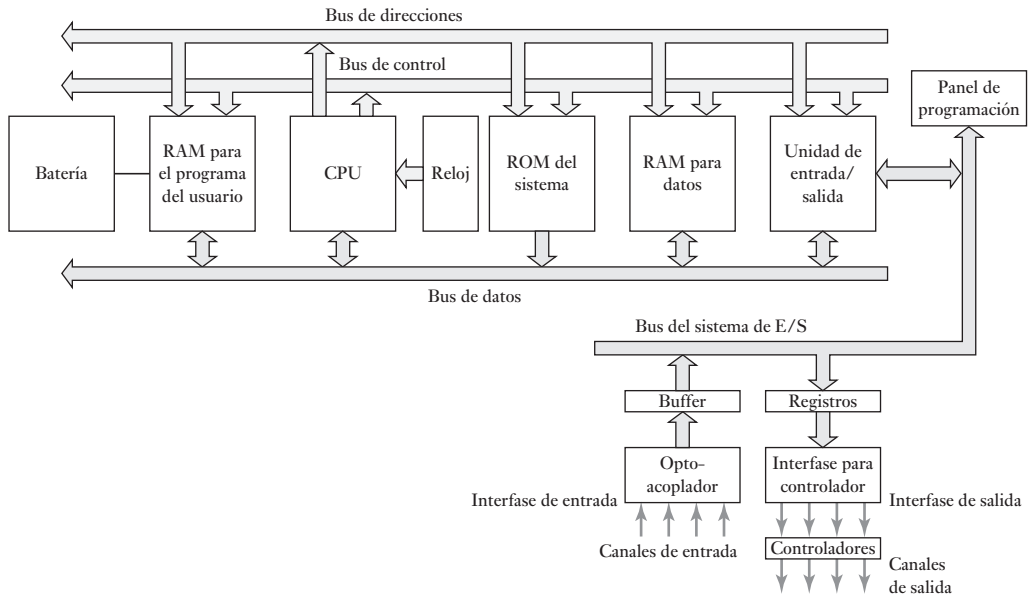 Bus de direcciones
Bus de control
Panel de
programación
Batería
RAM para
el programa
del usuario
CPU
Reloj
ROM del
sistema
RAM para
datos
Unidad de
entrada/
salida
Bus de datos
Bus del sistema de E/S
Buffer
Registros
Opto-
acoplador
Interfase para
controlador
Interfase de entrada
Interfase de salida
Canales de entrada
Controladores
Canales
de salida